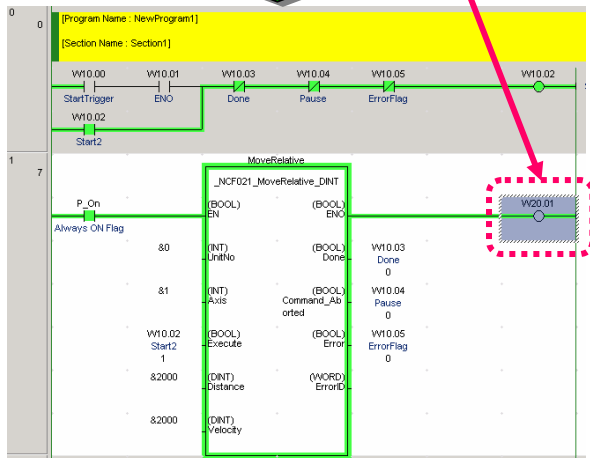 0
0
[Program Name : NewProgram1]
[Section Name : Section1]
W10.00 W10.01 W10.03 W10.04 W10.05 W10.02
StartTrigger ENO Done Pause ErrorFlag
W10.02
Start2
1
7
MoveRelative
_NCF021_MoveRelative_DINT
P_On (BOOL) (BOOL) W20.01
EN ENO
Always ON Flag
&0 (INT) (BOOL) W10.03
UnitNo Done Done
0
&1 (INT) (BOOL) W10.04
Axis Command_Ab Pause
orted 0
W10.02 (BOOL) (BOOL) W10.05
Start2 Execute Error ErrorFlag
1 0
&2000 (DINT) (WORD)
Distance ErrorID
&2000 (DINT)
Velocity